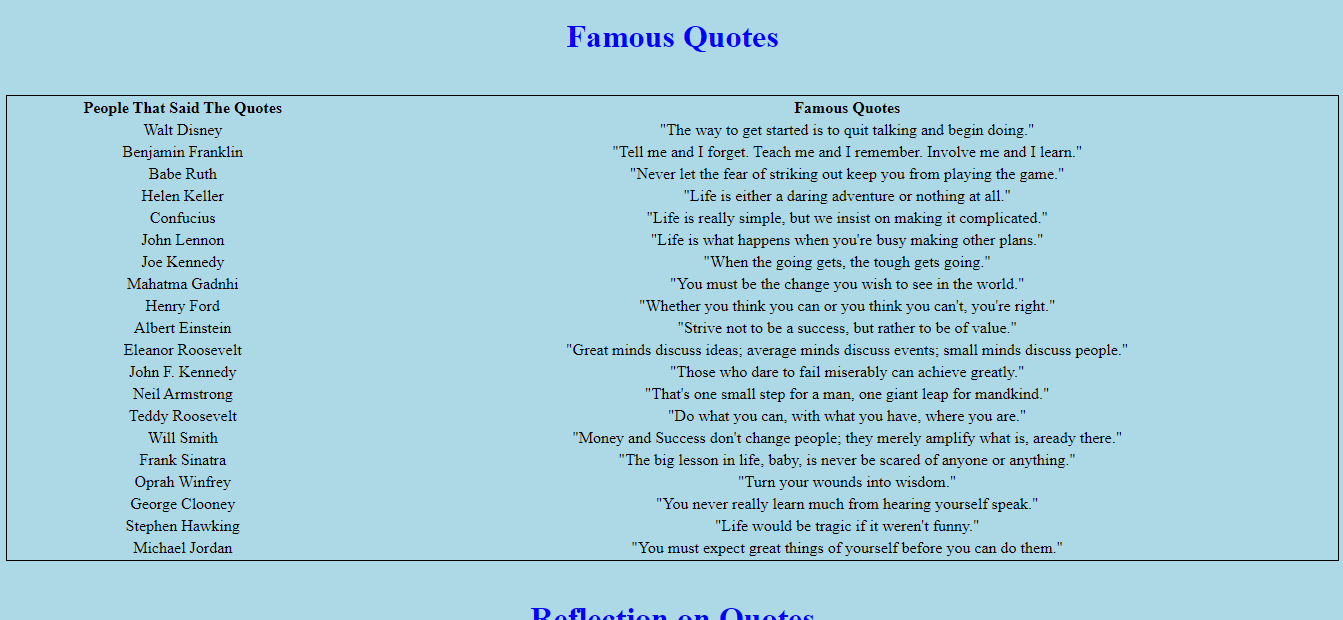 Famous Quotes
People That Said The Quotes Famous Quotes
Walt Disney "The way to get started is to quit talking and begin doing."
Benjamin Franklin "Tell me and I forget. Teach me and I remember. Involve me and I learn."
Babe Ruth "Never let the fear of striking out keep you from playing the game."
Helen Keller "Life is either a daring adventure or nothing at all."
Confucius "Life is really simple, but we insist on making it complicated."
John Lennon "Life is what happens when you're busy making other plans."
Joe Kennedy "When the going gets, the tough gets going."
Mahatma Gadnhi "You must be the change you wish to see in the world."
Henry Ford "Whether you think you can or you think you can't, you're right."
Albert Einstein "Strive not to be a success, but rather to be of value."
Eleanor Roosevelt "Great minds discuss ideas; average minds discuss events; small minds discuss people."
John F. Kennedy "Those who dare to fail miserably can achieve greatly."
Neil Armstrong "That's one small step for a man, one giant leap for mandkind."
Teddy Roosevelt "Do what you can, with what you have, where you are."
Will Smith "Money and Success don't change people; they merely amplify what is, aready there."
Frank Sinatra "The big lesson in life, baby, is never be scared of anyone or anything."
Oprah Winfrey "Turn your wounds into wisdom."
George Clooney "You never really learn much from hearing yourself speak."
Stephen Hawking "Life would be tragic if it weren't funny."
Michael Jordan "You must expect great things of yourself before you can do them."
Reflection on Quotes